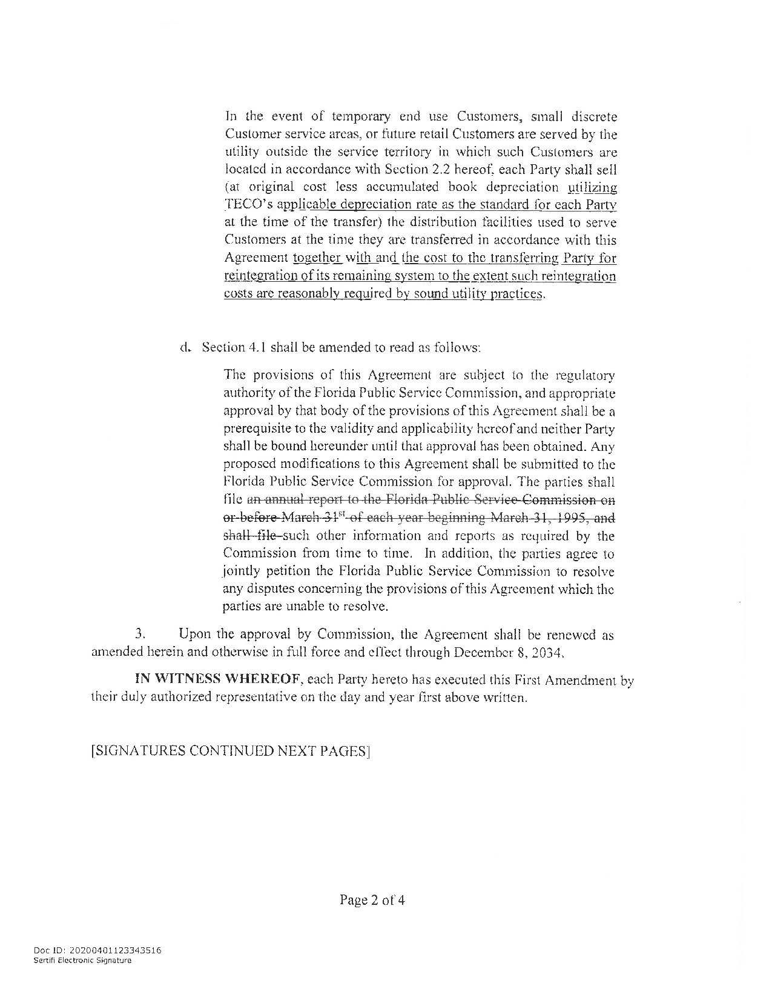 In the event of temporary end use Customers, small discrete
Customer service areas, or future retail Customers are served by the
utility outside the service territory in which such Customers are
located in accordance with Section 2.2 hereof, each Party shall sell
(at original cost less accumulated book depreciation utilizing
TECO's applicable depreciation rate as the standard for each Party
at the time of the transfer) the distribution facilities used to serve
Customers at the time they are transferred in accordance with this
Agreement together with and the cost to the transferring Party for
reintegration of its remaining system to the extent such reintegration
costs are reasonably required by sound utility practices.
d. Section 4.1 shall be amended to read as follows:
The provisions of this Agreement are subject to the regulatory
authority of the Florida Public Service Commission, and appropriate
approval by that body of the provisions of this Agreement shall be a
prerequisite to the validity and applicability hereof and neither Party
shall be bound hereunder until that approval has been obtained. Any
proposed modifications to this Agreement shall be submitted to the
Florida Public Service Commission for approval. The parties shall
file an annual report to the Florida Public Service Commission on
or before March 31st of each year beginning March 31, 1995, and
shall file such other information and reports as required by the
Commission from time to time. In addition, the parties agree to
jointly petition the Florida Public Service Commission to resolve
any disputes concerning the provisions of this Agreement which the
parties are unable to resolve.
3. Upon the approval by Commission, the Agreement shall be renewed as
amended herein and otherwise in full force and effect through December 8, 2034.
IN WITNESS WHEREOF, each Party hereto has executed this First Amendment by
their duly authorized representative on the day and year first above written.
[SIGNATURES CONTINUED NEXT PAGES]
Page 2 of 4
Doc ID: 20200401123343516
Sertifi Electronic Signature